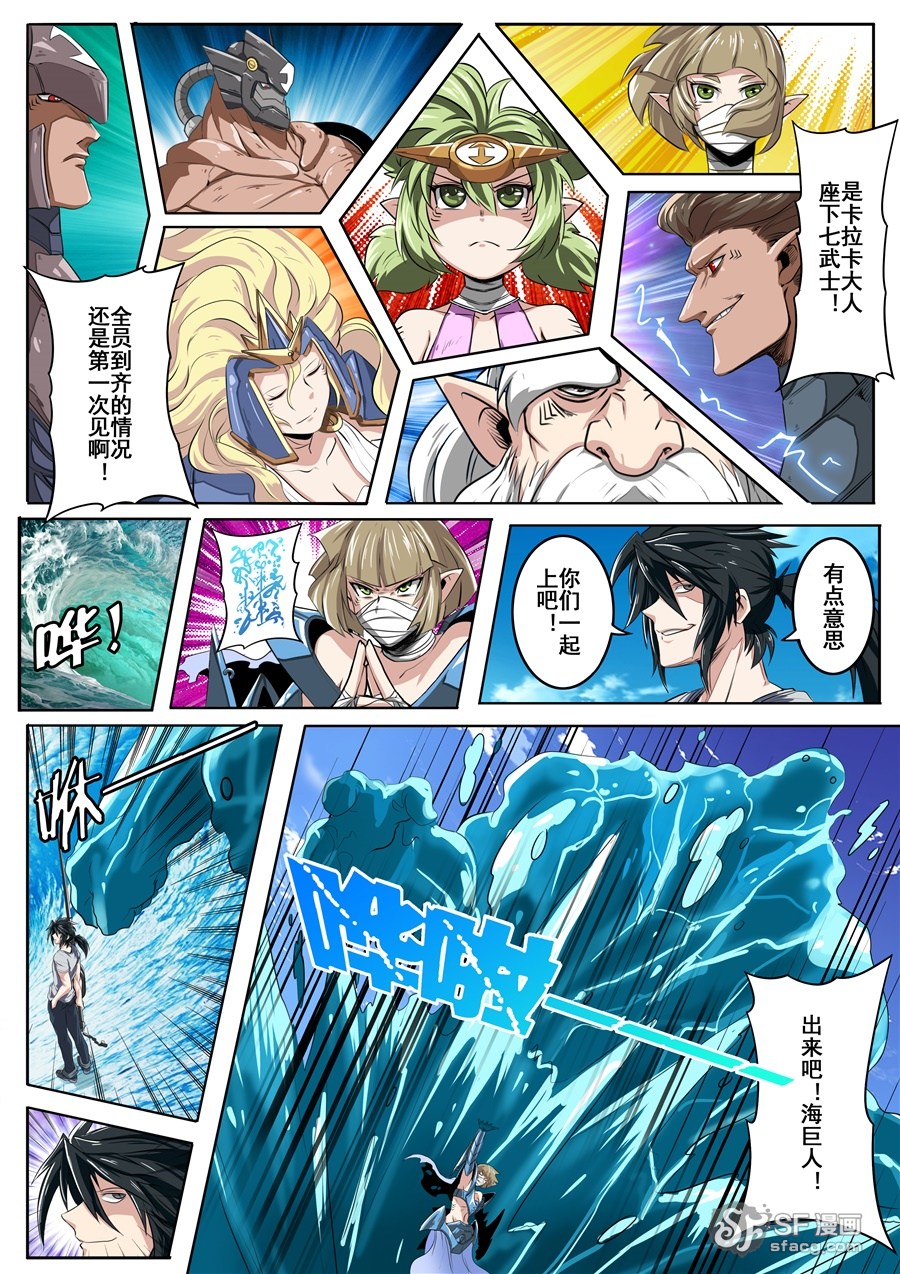 是卡拉卡大人
座下七武士！
全员到齐的情况
还是第一次见啊！
有点意思
你们一起
上吧！
哗！
咻
哗啦
出来吧！海巨人！
SF漫画
sfacg.com